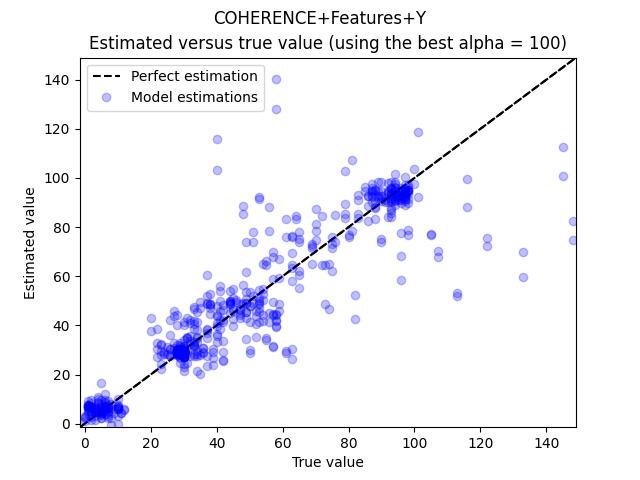 COHERENCE+Features+Y
Estimated versus true value (using the best alpha = 100)
Perfect estimation
Model estimations
140
120
100
80
60
40
20
0
Estimated value
0 20 40 60 80 100 120 140
True value